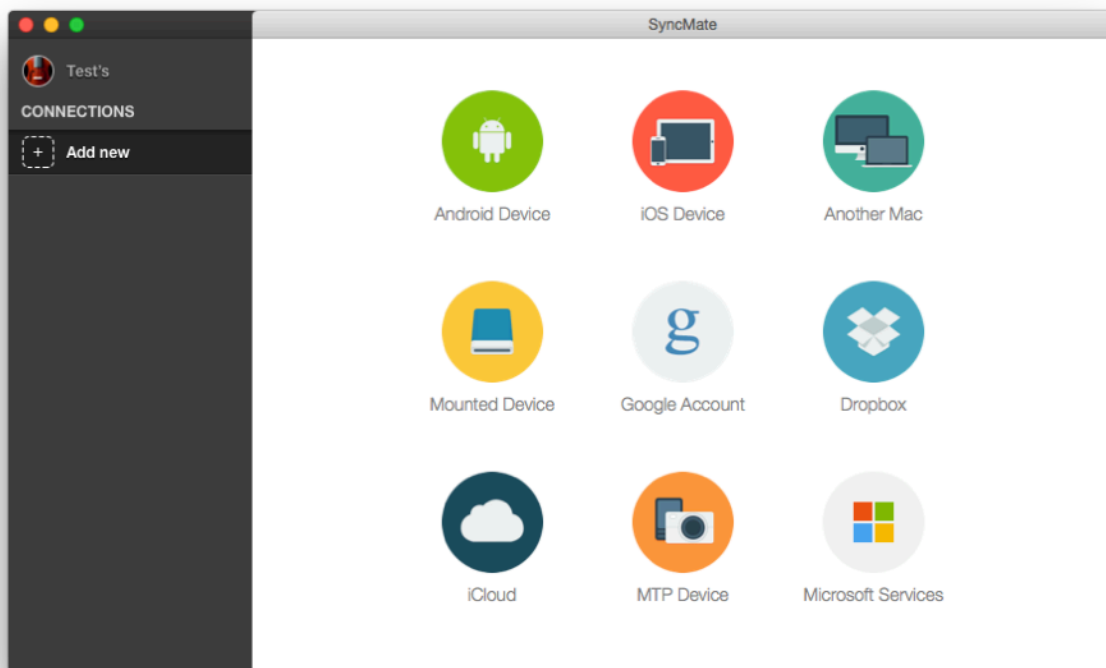 SyncMate
Test's
CONNECTIONS
+ Add new
Android Device
iOS Device
Another Mac
Mounted Device
g
Google Account
Dropbox
iCloud
MTP Device
Microsoft Services